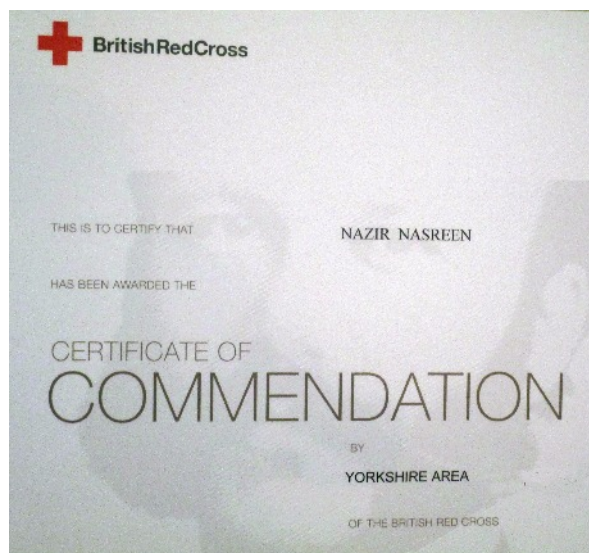 BritishRedCross
THIS IS TO CERTIFY THAT NAZIR NASREEN
HAS BEEN AWARDED THE
CERTIFICATE OF
COMMENDATION
BY
YORKSHIRE AREA
OF THE BRITISH RED CROSS